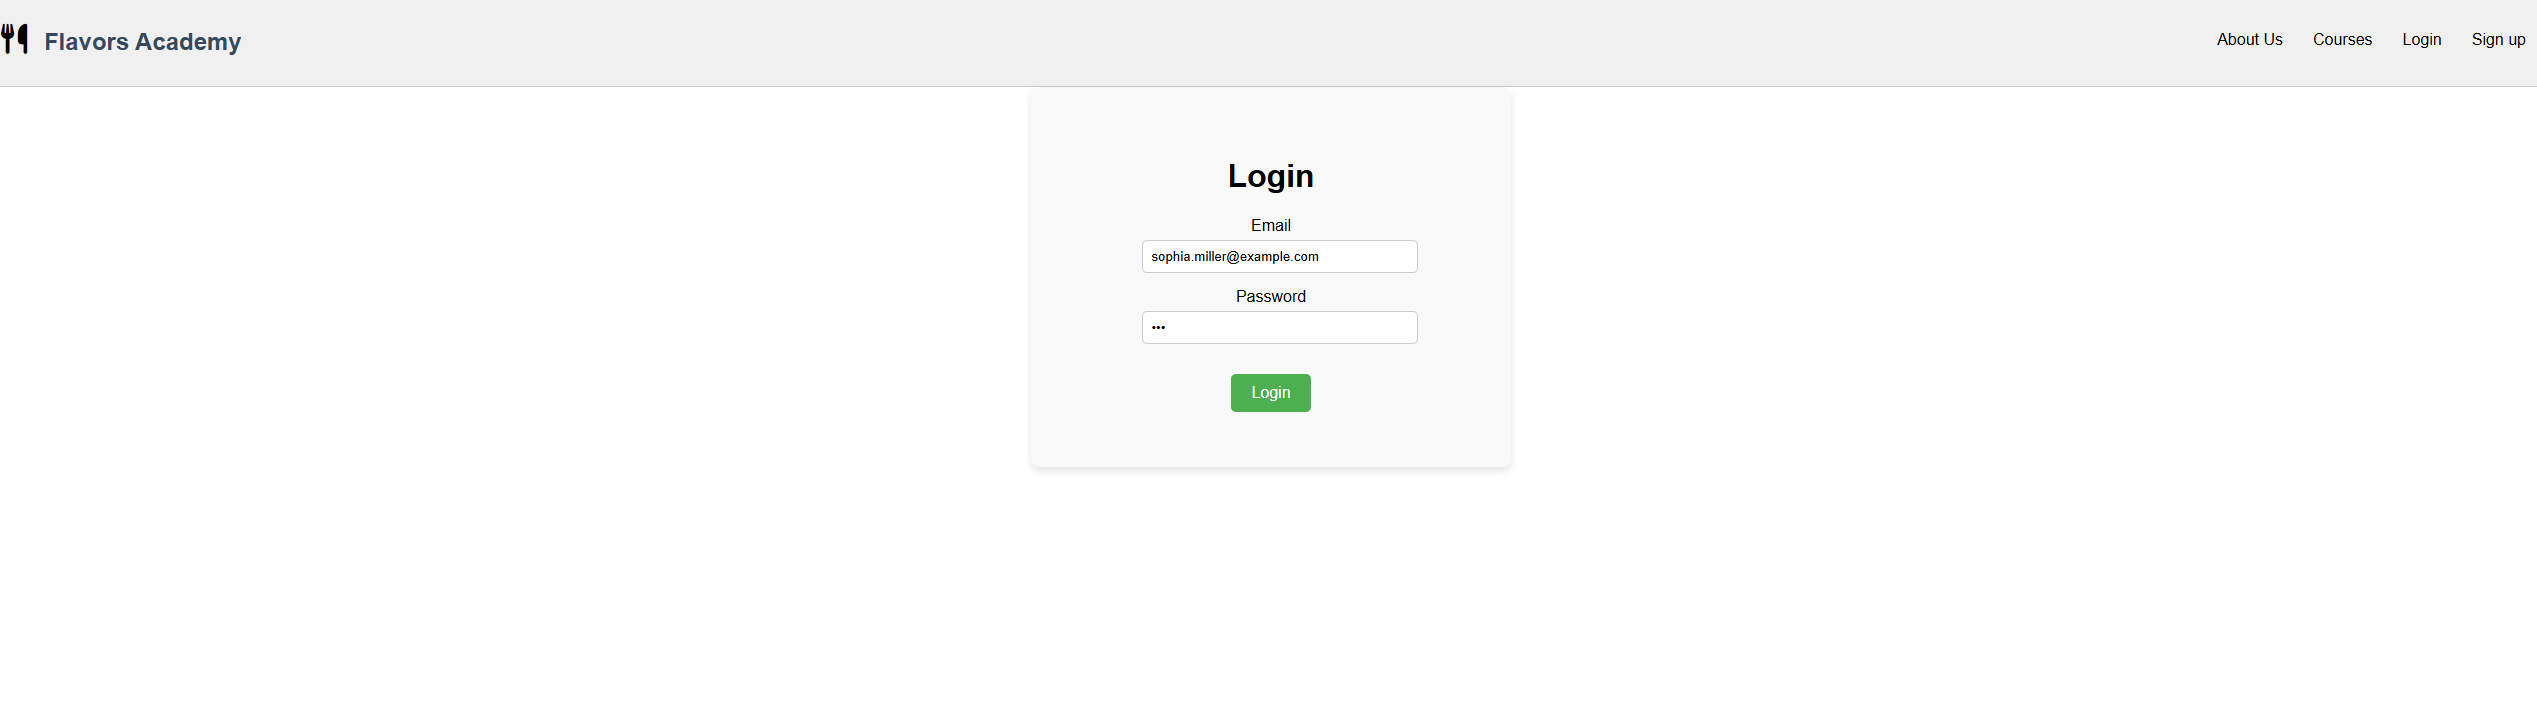 Flavors Academy
About Us Courses Login Sign up
Login
Email
sophia.miller@example.com
Password
•••
Login